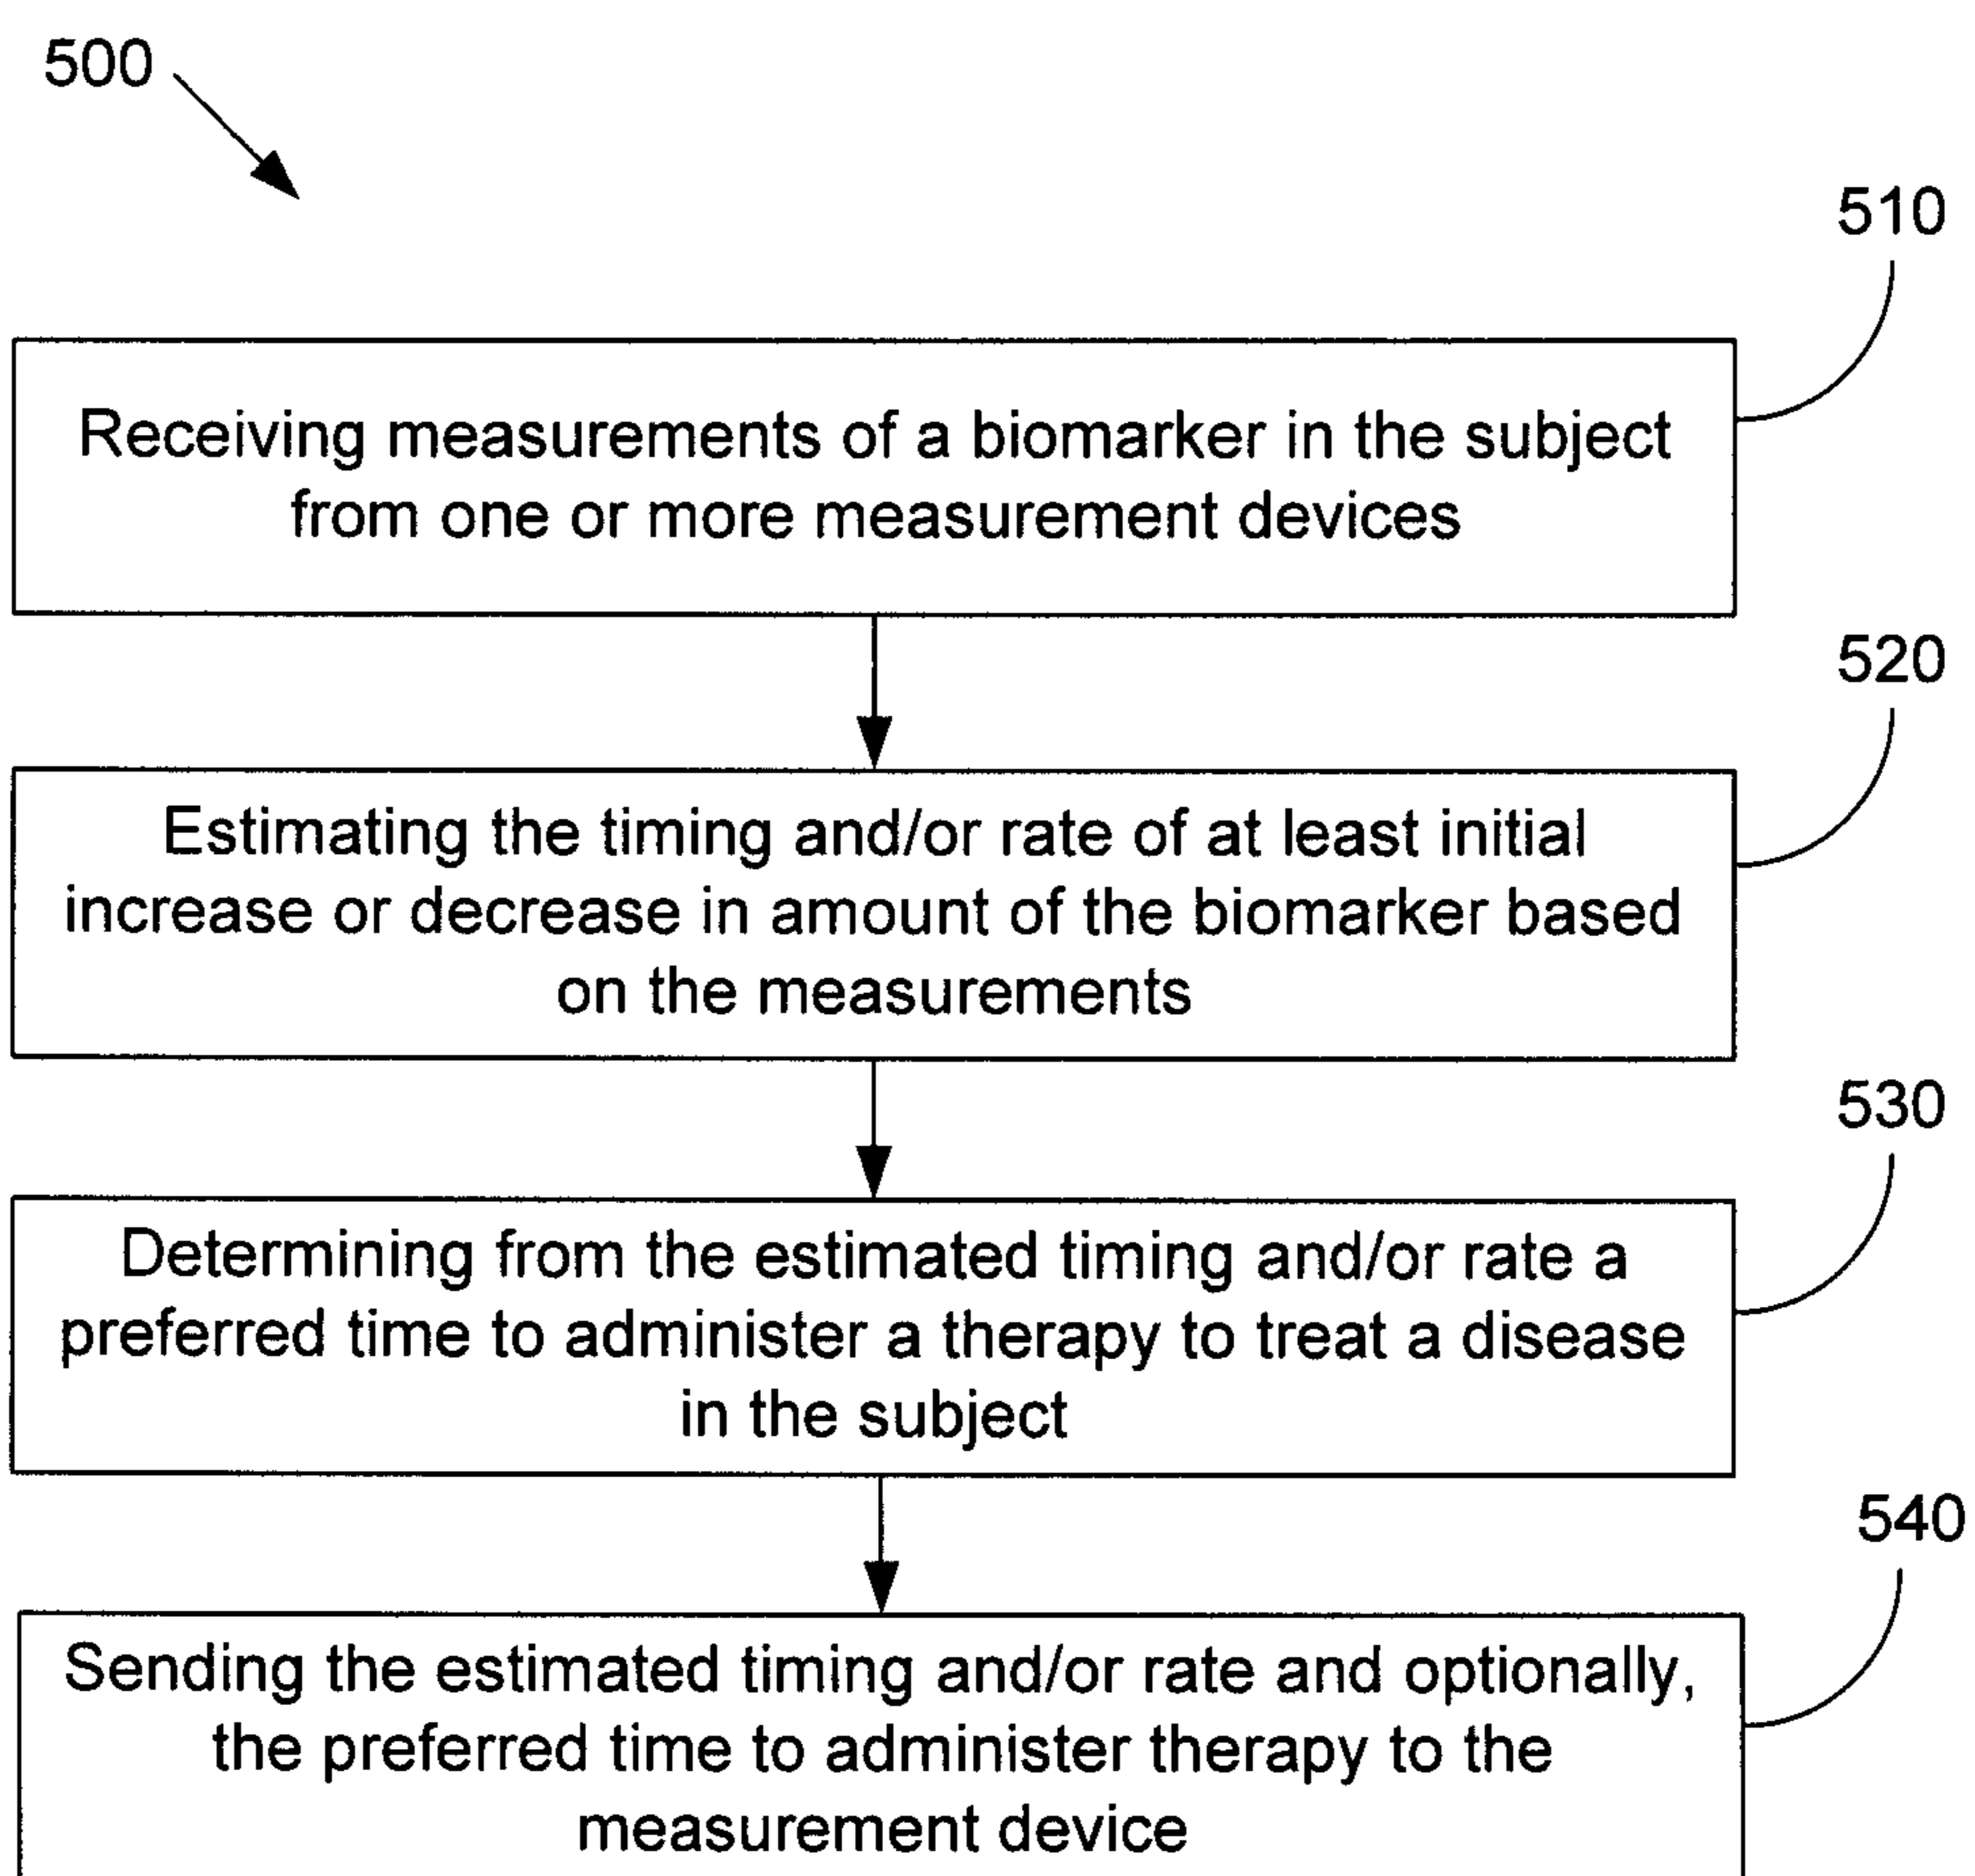 500
510
Receiving measurements of a biomarker in the subject
from one or more measurement devices
520
Estimating the timing and/or rate of at least initial
increase or decrease in amount of the biomarker based
on the measurements
530
Determining from the estimated timing and/or rate a
preferred time to administer a therapy to treat a disease
in the subject
540
Sending the estimated timing and/or rate and optionally,
the preferred time to administer therapy to the
measurement device